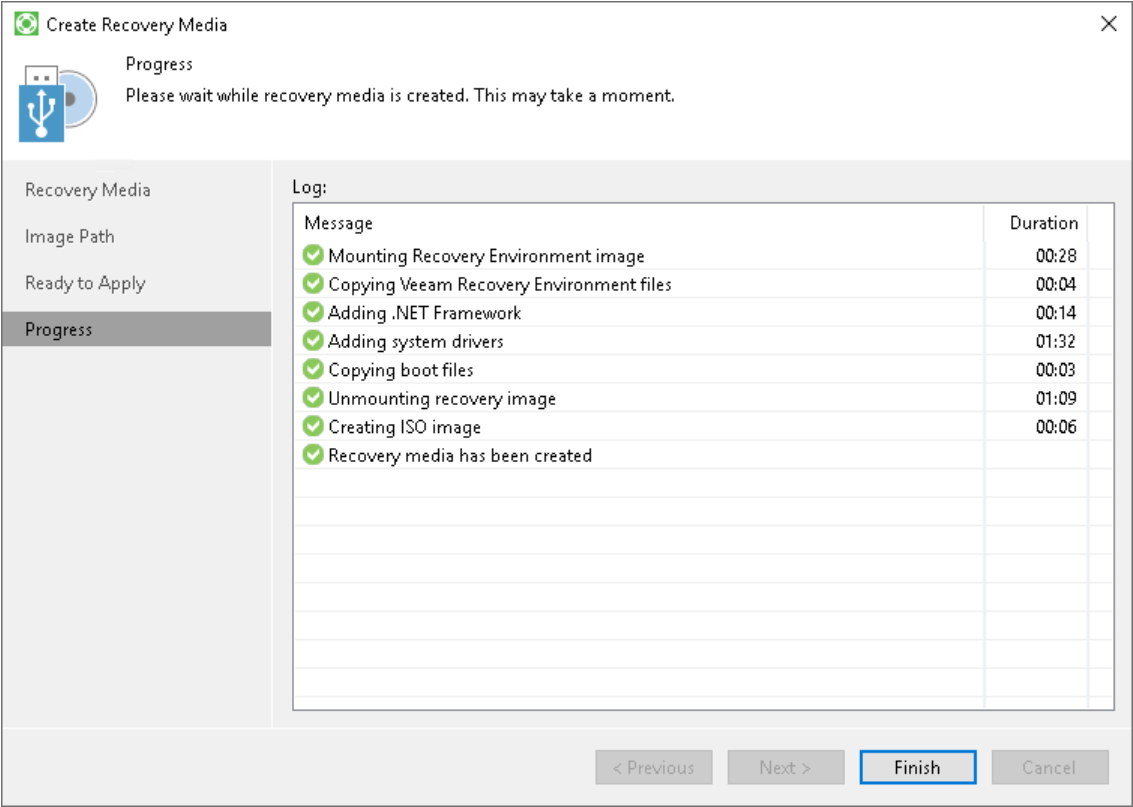 Create Recovery Media
Progress
Please wait while recovery media is created. This may take a moment.
Recovery Media
Image Path
Ready to Apply
Progress
Log:
Message Duration
Mounting Recovery Environment image 00:28
Copying Veeam Recovery Environment files 00:04
Adding .NET Framework 00:14
Adding system drivers 01:32
Copying boot files 00:03
Unmounting recovery image 01:09
Creating ISO image 00:06
Recovery media has been created
< Previous Next > Finish Cancel